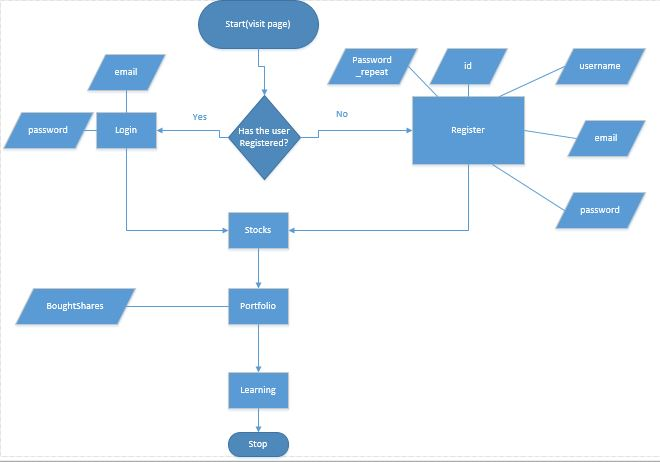 Start(visit page)
Password
_repeat
id
username
email
password
Login
Yes
Has the user
Registered?
No
Register
email
password
Stocks
BoughtShares
Portfolio
Learning
Stop